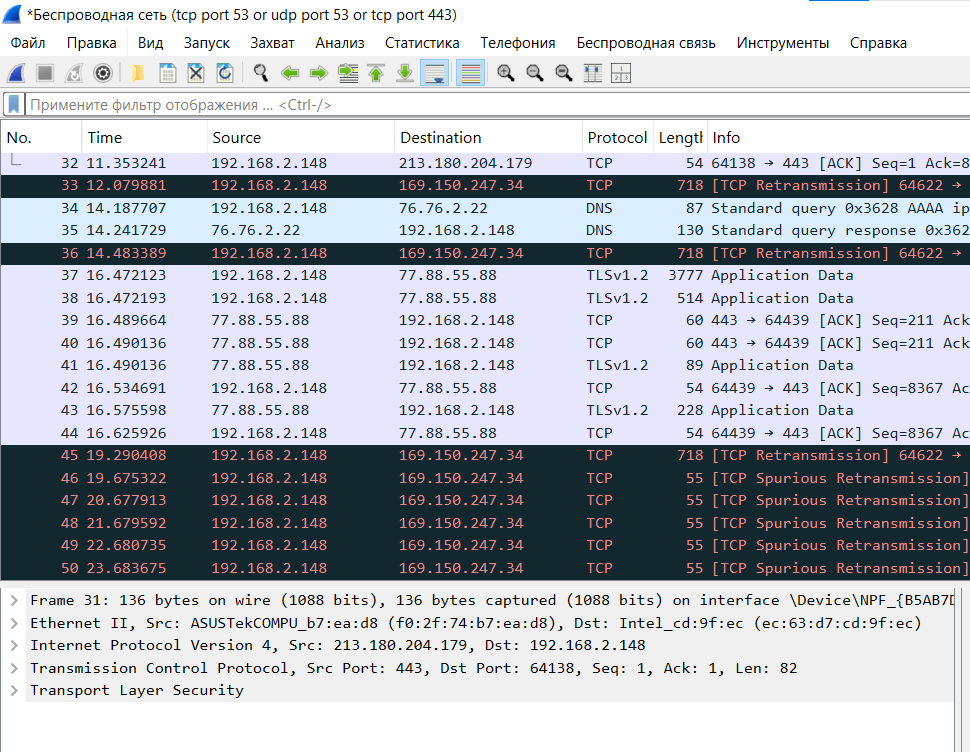 *Беспроводная сеть (tcp port 53 or udp port 53 or tcp port 443)
Файл Правка Вид Запуск Захват Анализ Статистика Телефония Беспроводная связь Инструменты Справка
Примените фильтр отображения ... <Ctrl-/>
No. Time Source Destination Protocol Length Info
32 11.353241 192.168.2.148 213.180.204.179 TCP 54 64138 → 443 [ACK] Seq=1 Ack=8
33 12.079881 192.168.2.148 169.150.247.34 TCP 718 [TCP Retransmission] 64622 →
34 14.187707 192.168.2.148 76.76.2.22 DNS 87 Standard query 0x3628 AAAA ip
35 14.241729 76.76.2.22 192.168.2.148 DNS 130 Standard query response 0x362
36 14.483389 192.168.2.148 169.150.247.34 TCP 718 [TCP Retransmission] 64622 →
37 16.472123 192.168.2.148 77.88.55.88 TLSv1.2 3777 Application Data
38 16.472193 192.168.2.148 77.88.55.88 TLSv1.2 514 Application Data
39 16.489664 77.88.55.88 192.168.2.148 TCP 60 443 → 64439 [ACK] Seq=211 Ack
40 16.490136 77.88.55.88 192.168.2.148 TCP 60 443 → 64439 [ACK] Seq=211 Ack
41 16.490136 77.88.55.88 192.168.2.148 TLSv1.2 89 Application Data
42 16.534691 192.168.2.148 77.88.55.88 TCP 54 64439 → 443 [ACK] Seq=8367 Ac
43 16.575598 77.88.55.88 192.168.2.148 TLSv1.2 228 Application Data
44 16.625926 192.168.2.148 77.88.55.88 TCP 54 64439 → 443 [ACK] Seq=8367 Ac
45 19.290408 192.168.2.148 169.150.247.34 TCP 718 [TCP Retransmission] 64622 →
46 19.675322 192.168.2.148 169.150.247.34 TCP 55 [TCP Spurious Retransmission]
47 20.677913 192.168.2.148 169.150.247.34 TCP 55 [TCP Spurious Retransmission]
48 21.679592 192.168.2.148 169.150.247.34 TCP 55 [TCP Spurious Retransmission]
49 22.680735 192.168.2.148 169.150.247.34 TCP 55 [TCP Spurious Retransmission]
50 23.683675 192.168.2.148 169.150.247.34 TCP 55 [TCP Spurious Retransmission]
Frame 31: 136 bytes on wire (1088 bits), 136 bytes captured (1088 bits) on interface \Device\NPF_{B5AB7D
Ethernet II, Src: ASUSTekCOMPU_b7:ea:d8 (f0:2f:74:b7:ea:d8), Dst: Intel_cd:9f:ec (ec:63:d7:cd:9f:ec)
Internet Protocol Version 4, Src: 213.180.204.179, Dst: 192.168.2.148
Transmission Control Protocol, Src Port: 443, Dst Port: 64138, Seq: 1, Ack: 1, Len: 82
Transport Layer Security